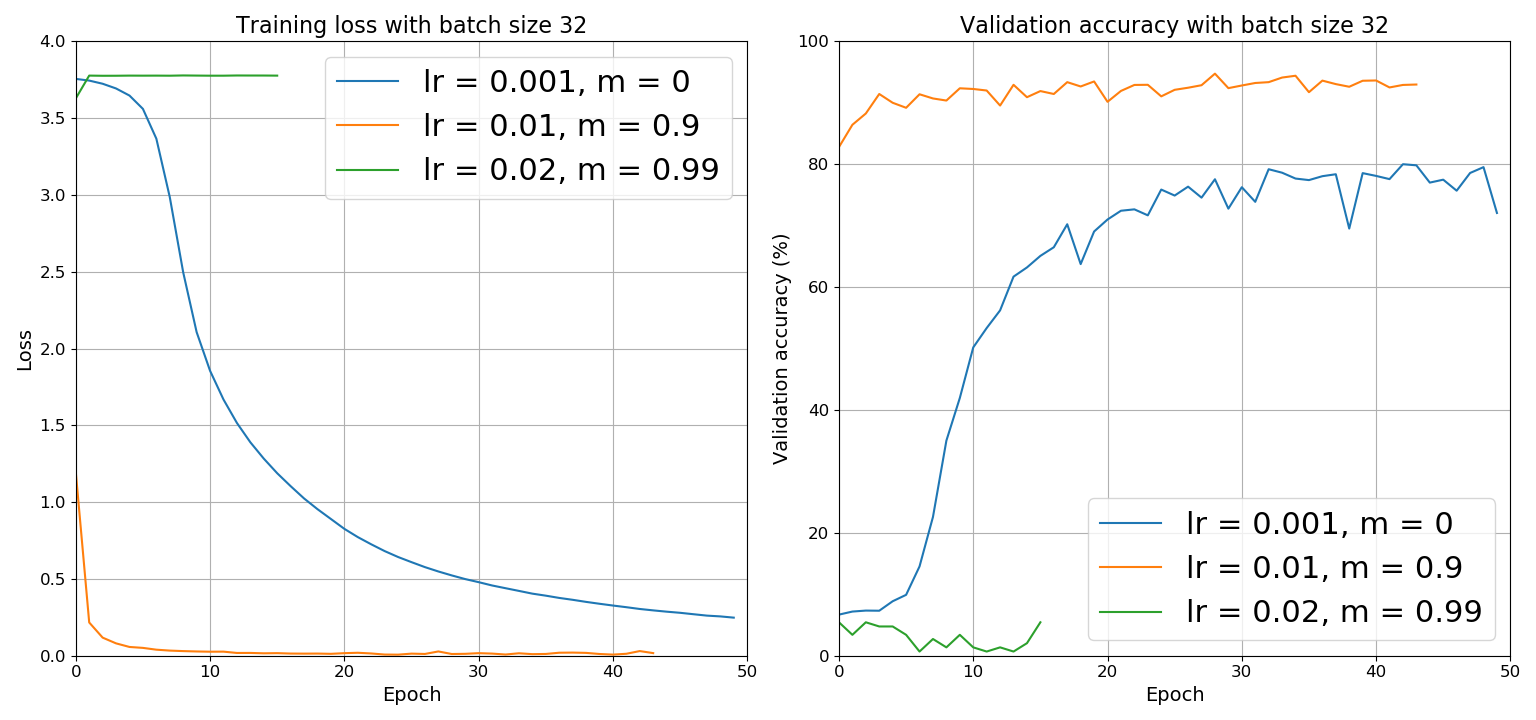 Training loss with batch size 32
4.0
3.5
3.0
2.5
2.0
1.5
1.0
0.5
0.0
Loss
0 10 20 30 40 50
Epoch
lr = 0.001, m = 0
lr = 0.01, m = 0.9
lr = 0.02, m = 0.99
Validation accuracy with batch size 32
100
80
60
40
20
0
Validation accuracy (%)
0 10 20 30 40 50
Epoch
lr = 0.001, m = 0
lr = 0.01, m = 0.9
lr = 0.02, m = 0.99